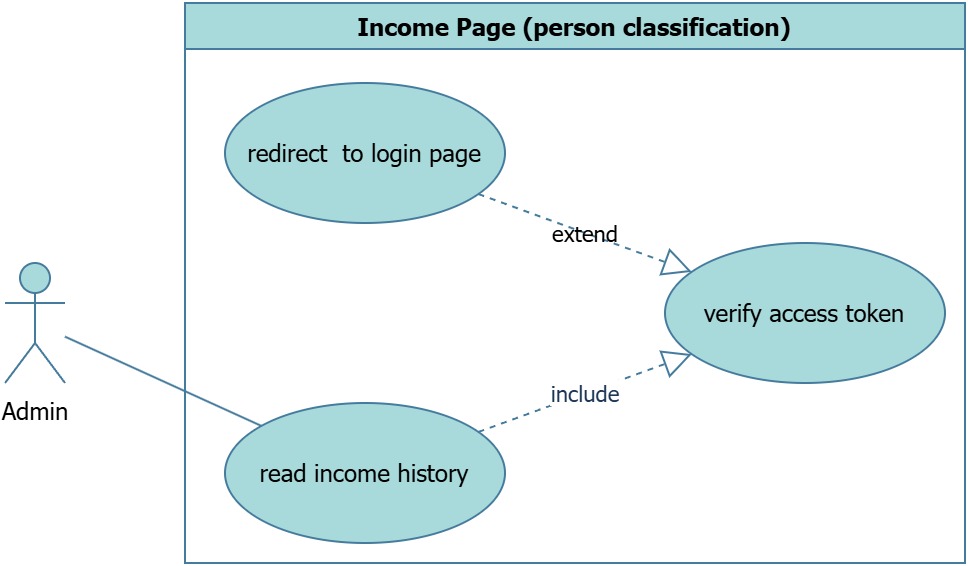 Income Page (person classification)
redirect  to login page
extend
verify access token
include
Admin
read income history